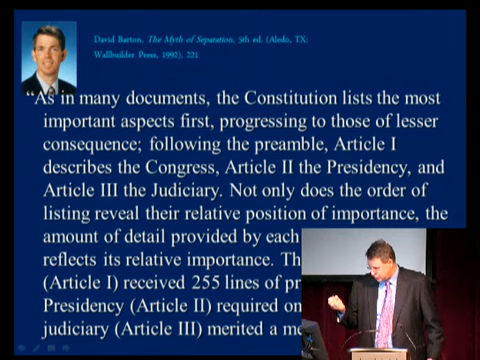 David Barton, The Myth of Separation, 5th ed. (Aledo, TX:
Wallbuilder Press, 1992), 221
“As in many documents, the Constitution lists the most
important aspects first, progressing to those of lesser
consequence; following the preamble, Article I
describes the Congress, Article II the Presidency, and
Article III the Judiciary. Not only does the order of
listing reveal their relative position of importance, the
amount of detail provided by each
reflects its relative importance. Th
(Article I) received 255 lines of pr
Presidency (Article II) required on
judiciary (Article III) merited a me